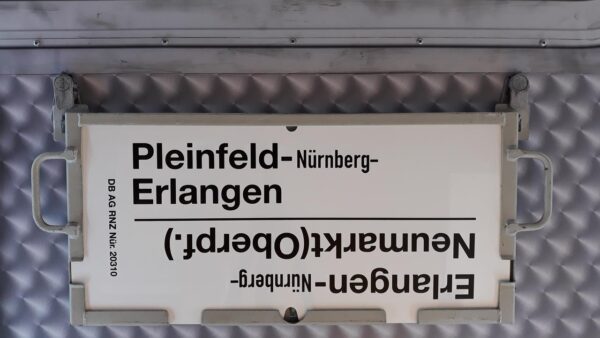 Pleinfeld-Nürnberg-
Erlangen
Erlangen-Nürnberg-
Neumarkt(Oberpf.)
DB AG RNZ Nür. 20310